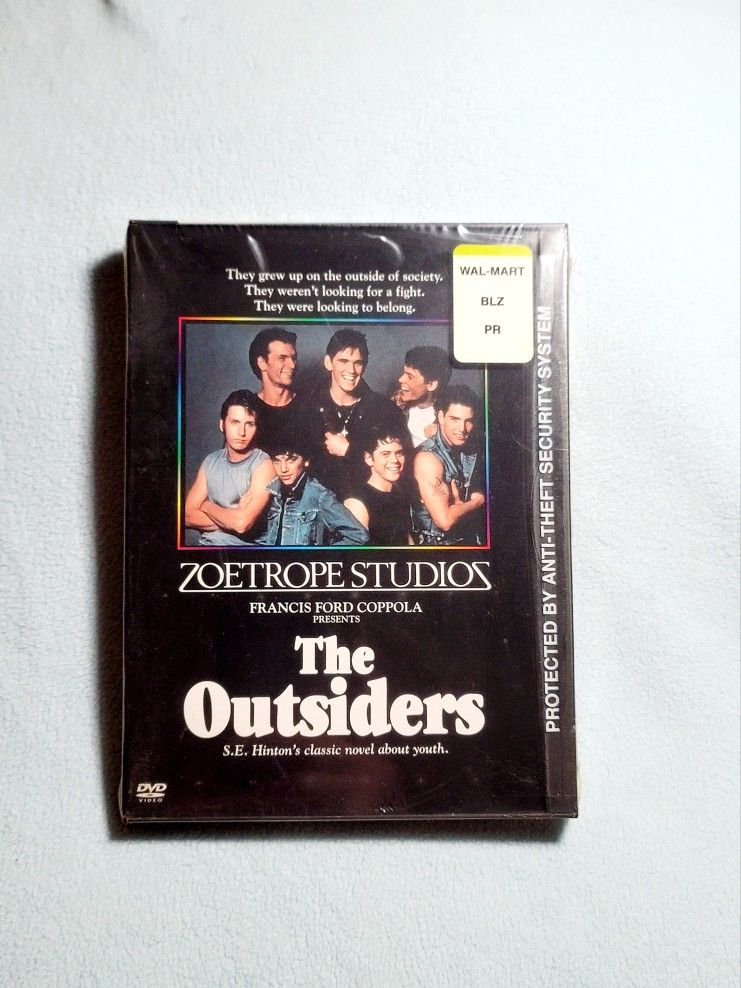 They grew up on the outside of society.
They weren't looking for a fight.
They were looking to belong.
WAL-MART
BLZ
PR
PROTECTED BY ANTI-THEFT SECURITY SYSTEM
ZOETROPE STUDIOS
FRANCIS FORD COPPOLA
PRESENTS
The
Outsiders
S.E. Hinton's classic novel about youth.
DVD
VIDEO